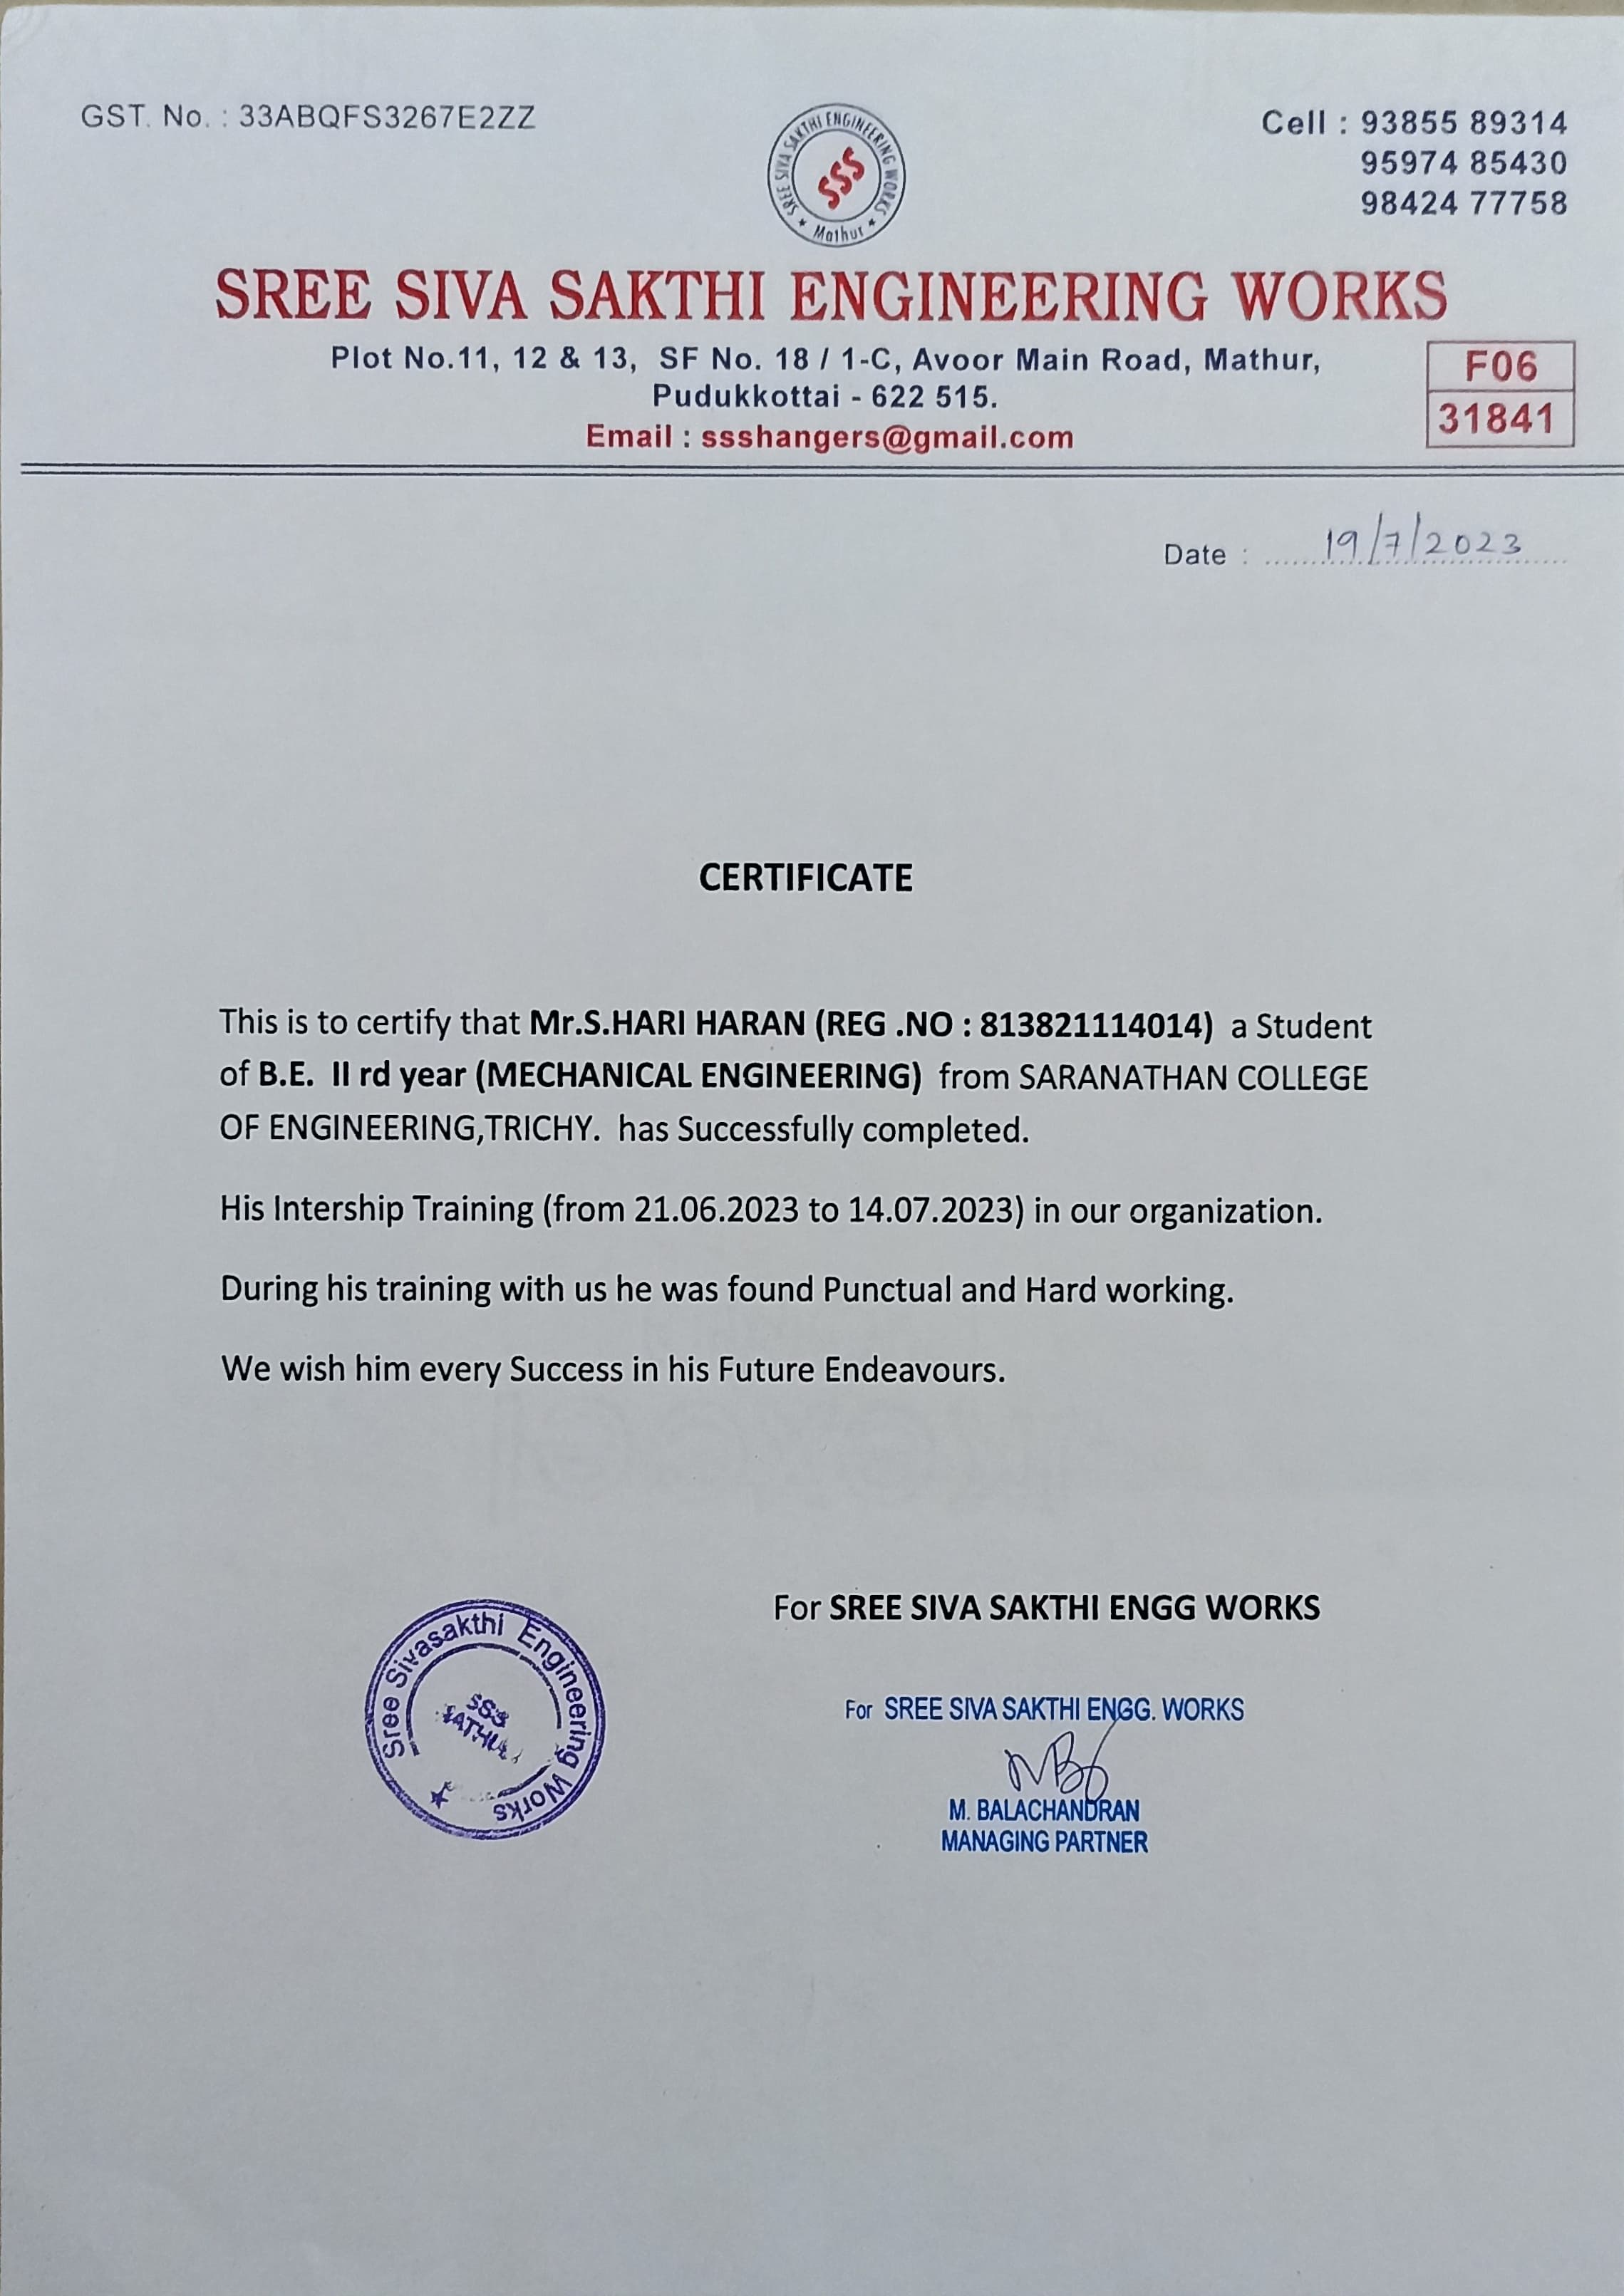 GST. No. : 33ABQFS3267E2ZZ
SREE SIVA SAKTHI ENGINEERING WORKS
SSS
★ Mathur ★
Cell : 93855 89314
95974 85430
98424 77758
SREE SIVA SAKTHI ENGINEERING WORKS
Plot No.11, 12 & 13, SF No. 18 / 1-C, Avoor Main Road, Mathur,
Pudukkottai - 622 515.
Email : ssshangers@gmail.com
F06
31841
Date : 19/7/2023
CERTIFICATE
This is to certify that Mr.S.HARI HARAN (REG .NO : 813821114014) a Student
of B.E. II rd year (MECHANICAL ENGINEERING) from SARANATHAN COLLEGE
OF ENGINEERING,TRICHY. has Successfully completed.
His Intership Training (from 21.06.2023 to 14.07.2023) in our organization.
During his training with us he was found Punctual and Hard working.
We wish him every Success in his Future Endeavours.
For SREE SIVA SAKTHI ENGG WORKS
Sree Sivasakthi Engineering Works
SSS
For SREE SIVA SAKTHI ENGG. WORKS
M. BALACHANDRAN
MANAGING PARTNER